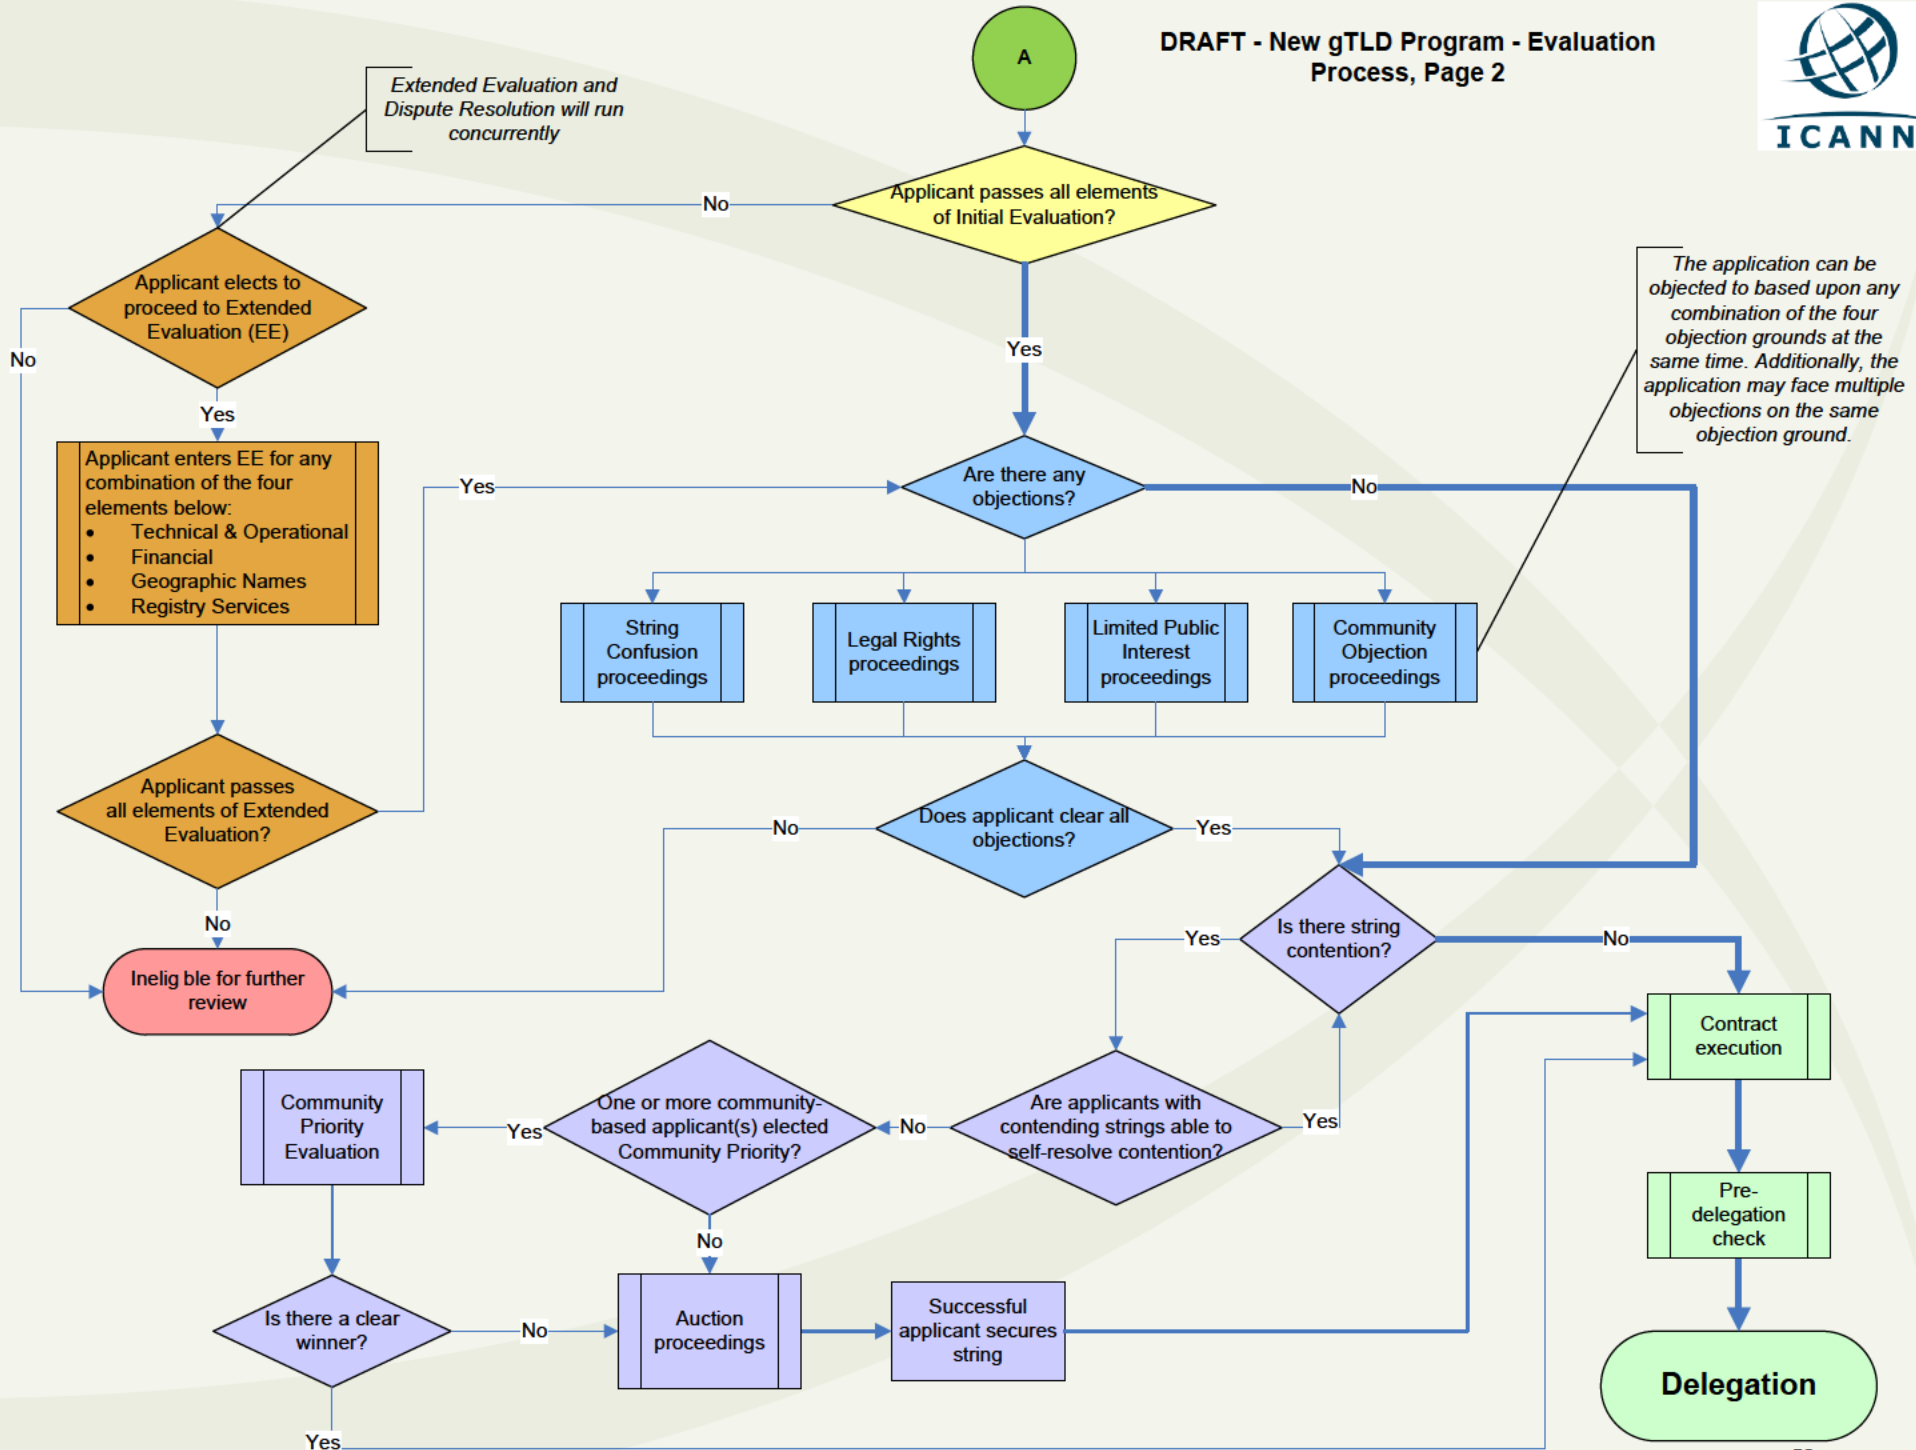 A
DRAFT - New gTLD Program - Evaluation
Process, Page 2
ICANN
Extended Evaluation and
Dispute Resolution will run
concurrently
Applicant passes all elements
of Initial Evaluation?
No
Yes
Applicant elects to
proceed to Extended
Evaluation (EE)
No
Yes
The application can be
objected to based upon any
combination of the four
objection grounds at the
same time. Additionally, the
application may face multiple
objections on the same
objection ground.
Applicant enters EE for any
combination of the four
elements below:
• Technical & Operational
• Financial
• Geographic Names
• Registry Services
Yes
Are there any
objections?
No
String
Confusion
proceedings
Legal Rights
proceedings
Limited Public
Interest
proceedings
Community
Objection
proceedings
Applicant passes
all elements of Extended
Evaluation?
No
No
Does applicant clear all
objections?
Yes
Inelig ble for further
review
Yes
Is there string
contention?
No
Contract
execution
Community
Priority
Evaluation
Yes
One or more community-
based applicant(s) elected
Community Priority?
No
Are applicants with
contending strings able to
self-resolve contention?
Yes
Pre-
delegation
check
No
Is there a clear
winner?
No
Auction
proceedings
Successful
applicant secures
string
Delegation
Yes